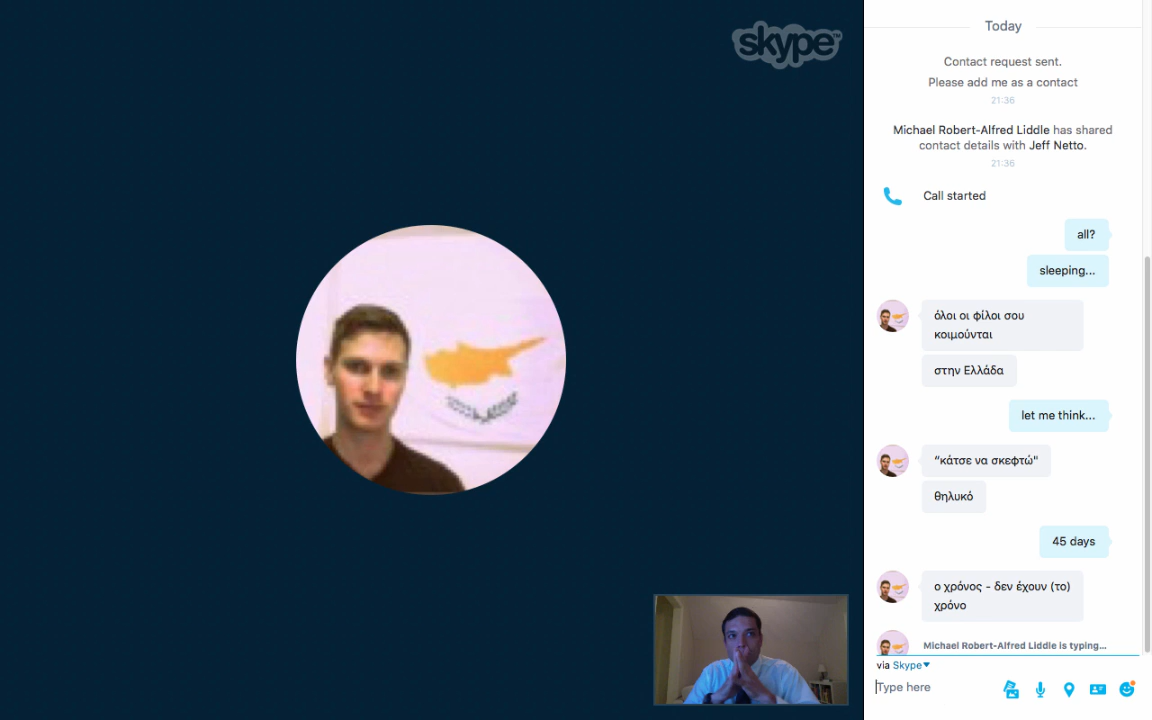 skype™
Today
Contact request sent.
Please add me as a contact
21:36
Michael Robert-Alfred Liddle has shared
contact details with Jeff Netto.
21:36
Call started
all?
sleeping...
όλοι οι φίλοι σου
κοιμούνται
στην Ελλάδα
let me think...
“κάτσε να σκεφτώ"
θηλυκό
45 days
ο χρόνος - δεν έχουν (το)
χρόνο
Michael Robert-Alfred Liddle is typing...
via Skype
Type here